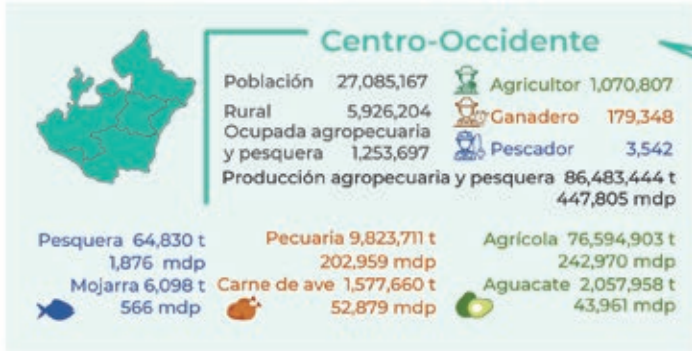 Centro-Occidente
Población 27,085,167
Rural 5,926,204
Ocupada agropecuaria
y pesquera 1,253,697
Agricultor 1,070,807
Ganadero 179,348
Pescador 3,542
Producción agropecuaria y pesquera 86,483,444 t
447,805 mdp
Pesquera 64,830 t
1,876 mdp
Mojarra 6,098 t
566 mdp
Pecuaria 9,823,711 t
202,959 mdp
Carne de ave 1,577,660 t
52,879 mdp
Agrícola 76,594,903 t
242,970 mdp
Aguacate 2,057,958 t
43,961 mdp